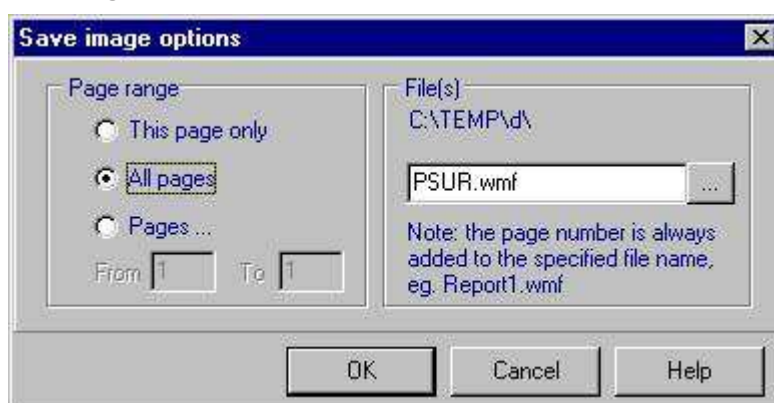 Save image options
Page range
This page only
All pages
Pages ...
From 1 To 1
File(s)
C:\TEMP\d\
PSUR.wmf ...
Note: the page number is always
added to the specified file name,
eg. Report1.wmf
OK Cancel Help